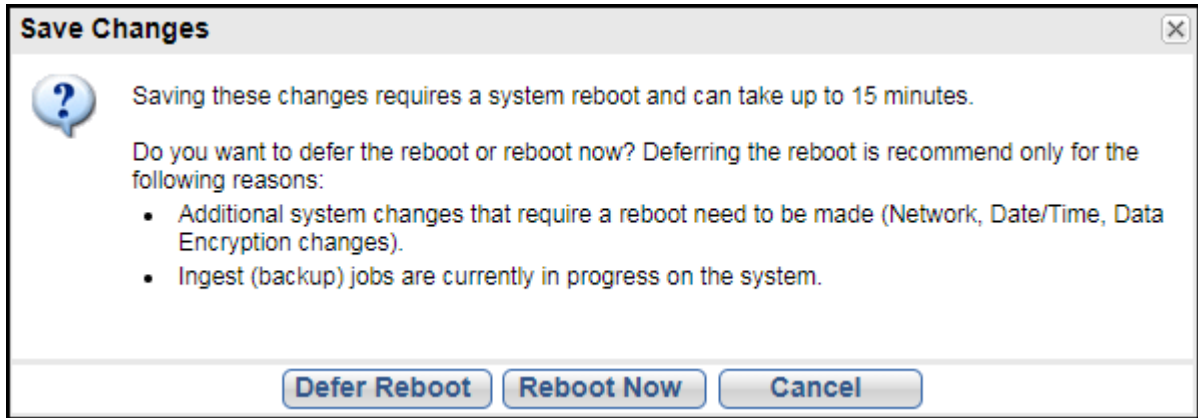 Save Changes
Saving these changes requires a system reboot and can take up to 15 minutes.
Do you want to defer the reboot or reboot now? Deferring the reboot is recommend only for the
following reasons:
• Additional system changes that require a reboot need to be made (Network, Date/Time, Data
Encryption changes).
• Ingest (backup) jobs are currently in progress on the system.
Defer Reboot Reboot Now Cancel